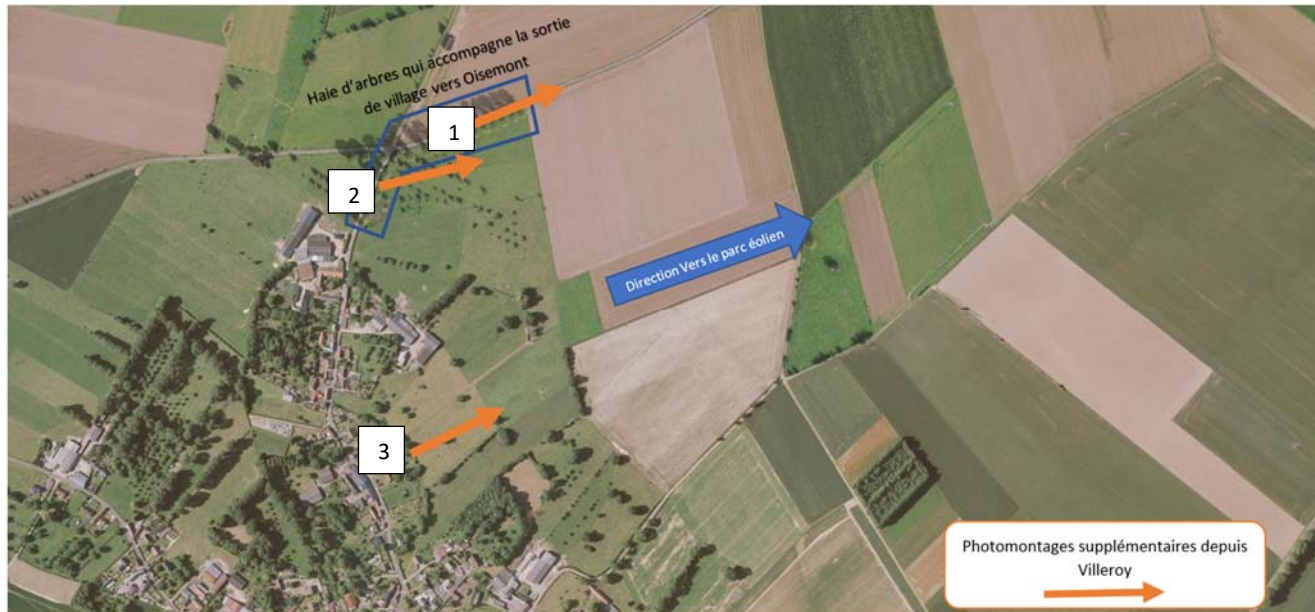 Haie d'arbres qui accompagne la sortie
de village vers Oisemont
1
2
Direction Vers le parc éolien
3
Photomontages supplémentaires depuis
Villeroy